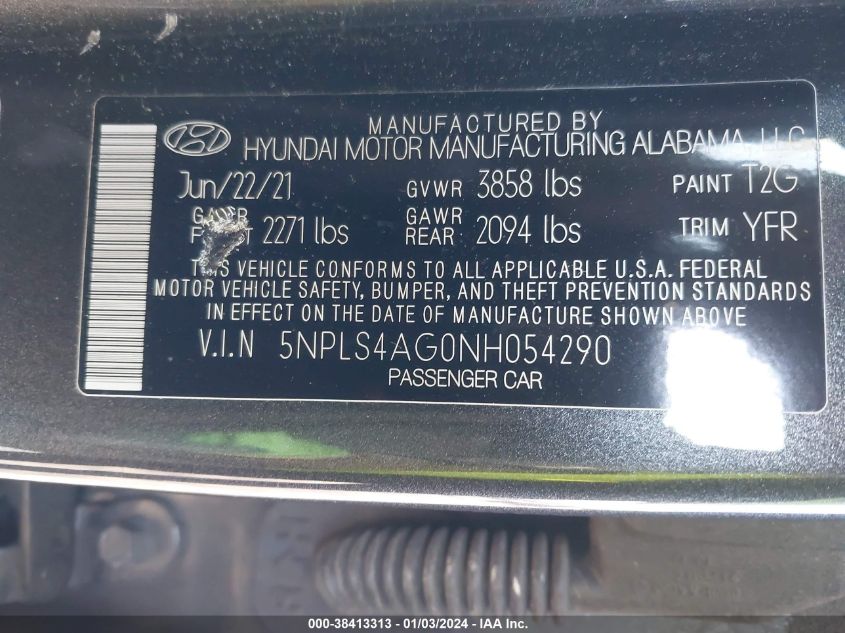 MANUFACTURED BY
HYUNDAI MOTOR MANUFACTURING ALABAMA, LLC
Jun/22/21 GVWR 3858 lbs PAINT T2G
GAWR FRONT 2271 lbs GAWR REAR 2094 lbs TRIM YFR
THIS VEHICLE CONFORMS TO ALL APPLICABLE U.S.A. FEDERAL
MOTOR VEHICLE SAFETY, BUMPER, AND THEFT PREVENTION STANDARDS
IN EFFECT ON THE DATE OF MANUFACTURE SHOWN ABOVE
V.I.N 5NPLS4AG0NH054290
PASSENGER CAR
000-38413313 - 01/03/2024 - IAA Inc.